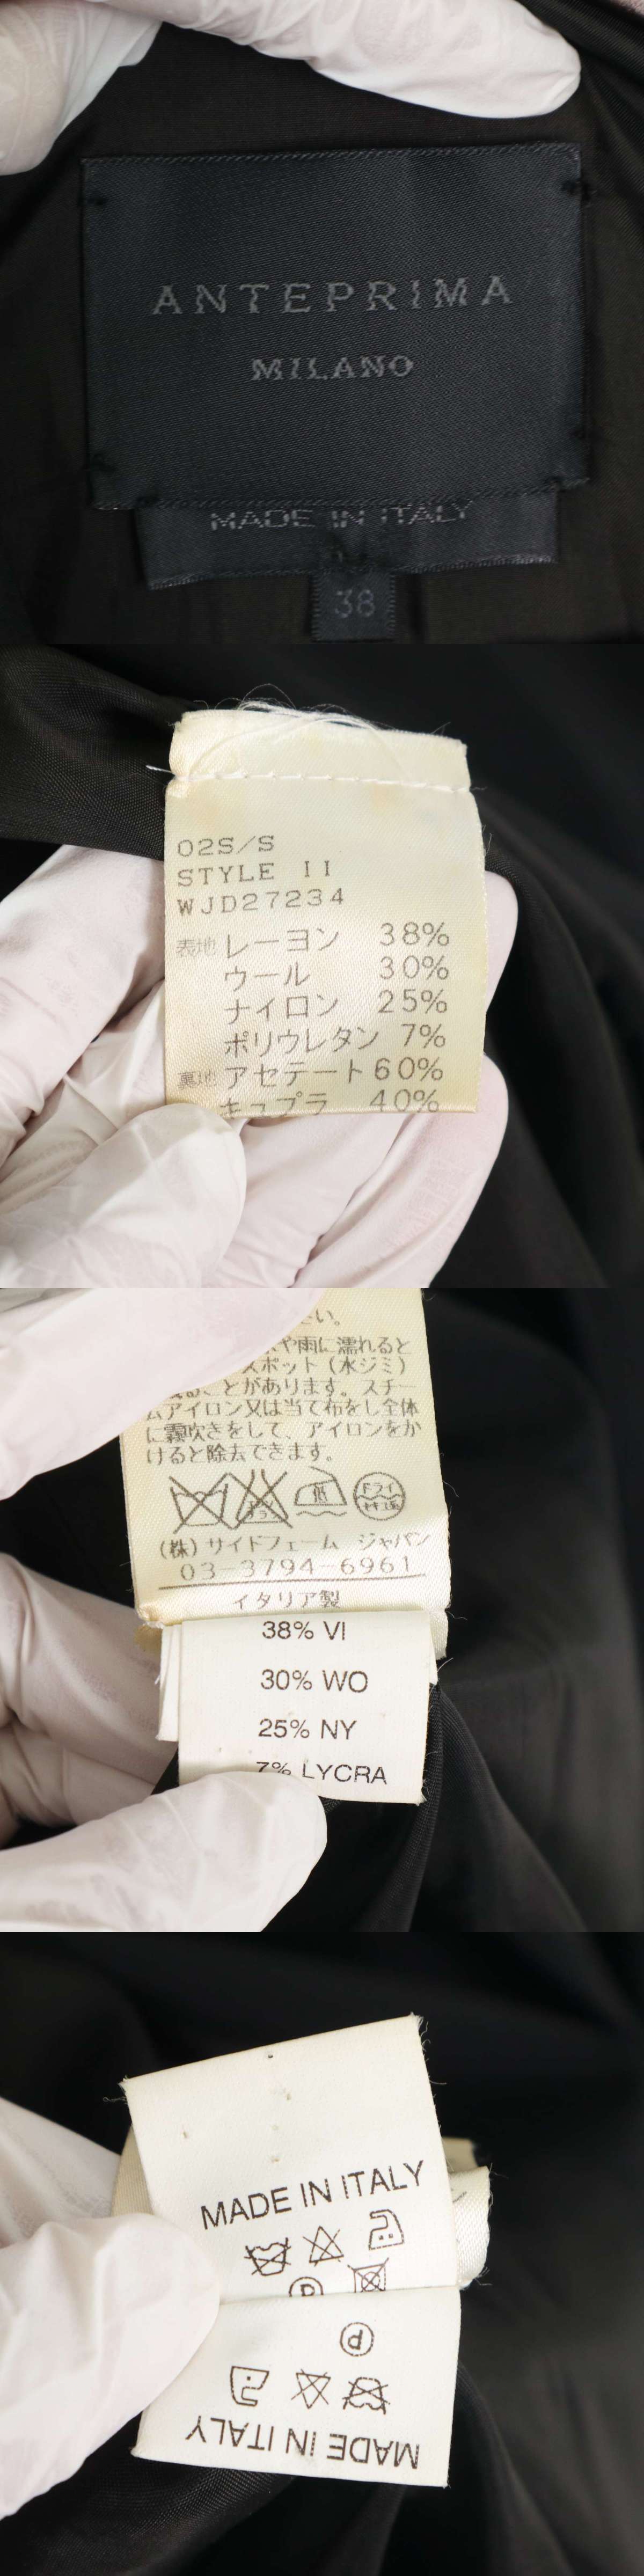 ANTEPRIMA
MILANO
MADE IN ITALY
38
02S/S
STYLE II
WJD27234
表地 レーヨン 38%
ウール 30%
ナイロン 25%
ポリウレタン 7%
裏地 アセテート 60%
キュプラ 40%
い。
や雨に濡れると
スポット(水ジミ)
ことがあります。スチー
ムアイロン又は当て布をし全体
に霧吹きをして、アイロンをか
けると除去できます。
低 ドライ
(株)サイドフェーム ジャパン
03-3794-6961
イタリア製
38% VI
30% WO
25% NY
7% LYCRA
MADE IN ITALY
P
P
MADE IN ITALY